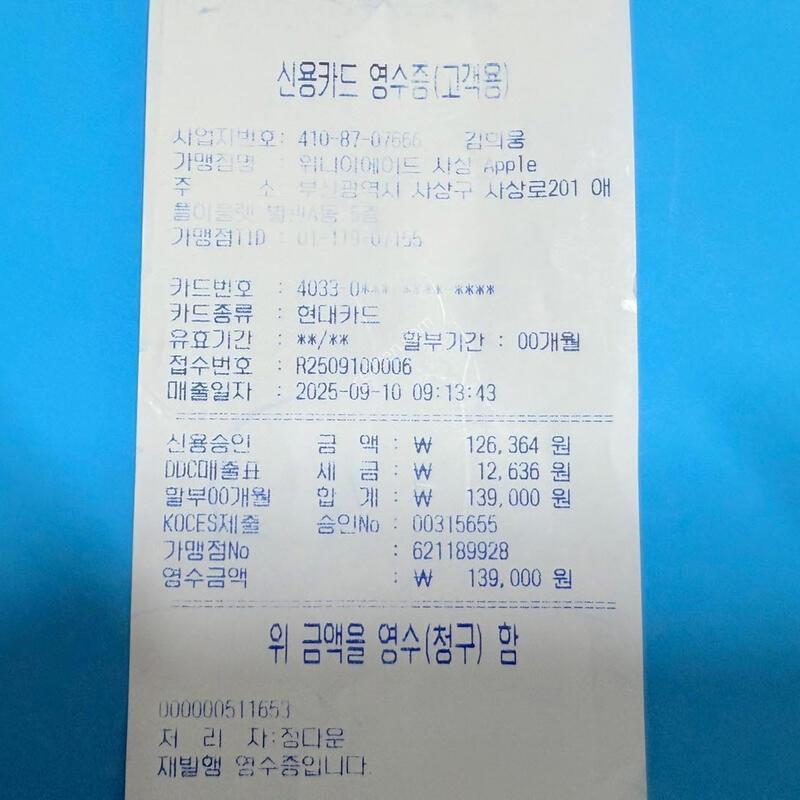 신용카드 영수증(고객용)
사업자번호: 410-87-07666 김희웅
가맹점명 : 위니아에이드 사상 Apple
주 소: 부산광역시 사상구 사상로201 애
플아울렛 별관A동 5층
가맹점TID : 01-119-07155
카드번호 : 4033-0***-****-****
카드종류 : 현대카드
유효기간 : **/** 할부기간 : 00개월
접수번호 : R2509100006
매출일자 : 2025-09-10 09:13:43
신용승인 금 액 : ₩ 126,364 원
DDC매출표 세 금 : ₩ 12,636 원
할부00개월 합 계 : ₩ 139,000 원
KOCES제출 승인No : 00315655
가맹점No : 621189928
영수금액 : ₩ 139,000 원
위 금액을 영수(청구) 함
000000511653
처 리 자:정다운
재발행 영수증입니다.